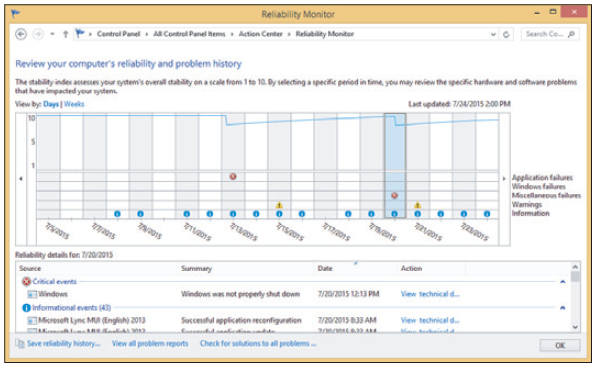 Reliability Monitor
Control Panel ▸ All Control Panel Items ▸ Action Center ▸ Reliability Monitor
Search Co...
Review your computer's reliability and problem history
The stability index assesses your system's overall stability on a scale from 1 to 10. By selecting a specific period in time, you may review the specific hardware and software problems
that have impacted your system.
View by: Days | Weeks
Last updated: 7/24/2015 2:00 PM
10
5
1
Application failures
Windows failures
Miscellaneous failures
Warnings
Information
7/5/2015 7/7/2015 7/9/2015 7/11/2015 7/13/2015 7/15/2015 7/17/2015 7/19/2015 7/21/2015 7/23/2015
Reliability details for: 7/20/2015
Source Summary Date Action
Critical events
Windows Windows was not properly shut down 7/20/2015 12:13 PM View technical d...
Informational events (43)
Microsoft Lync MUI (English) 2013 Successful application reconfiguration 7/20/2015 8:33 AM View technical d...
Microsoft Lync MUI (English) 2013 Successful application update 7/20/2015 8:33 AM View technical d...
Save reliability history... View all problem reports Check for solutions to all problems ...
OK